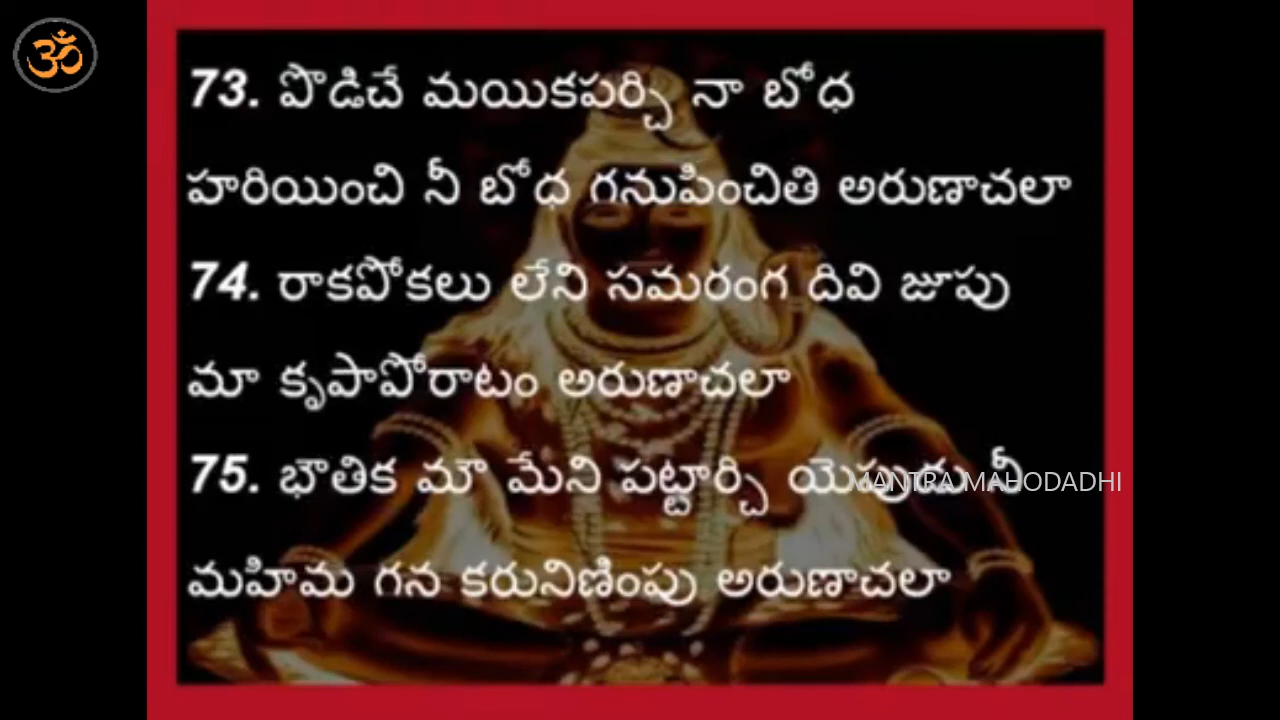 ॐ
73. పొడిచే మయికపర్చి నా బోధ
హరియించి నీ బోధ గనుపించితి అరుణాచలా
74. రాకపోకలు లేని సమరంగ దివి జూపు
మా కృపాపోరాటం అరుణాచలా
75. భౌతిక మౌ మేని పట్టార్చి యెపుడు నీ
MANTRA MAHODADHI
మహిమ గన కరునిణింపు అరుణాచలా